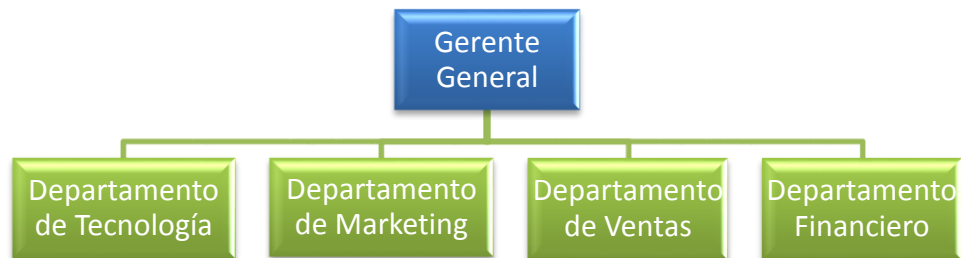 Gerente
General
Departamento
de Tecnología
Departamento
de Marketing
Departamento
de Ventas
Departamento
Financiero